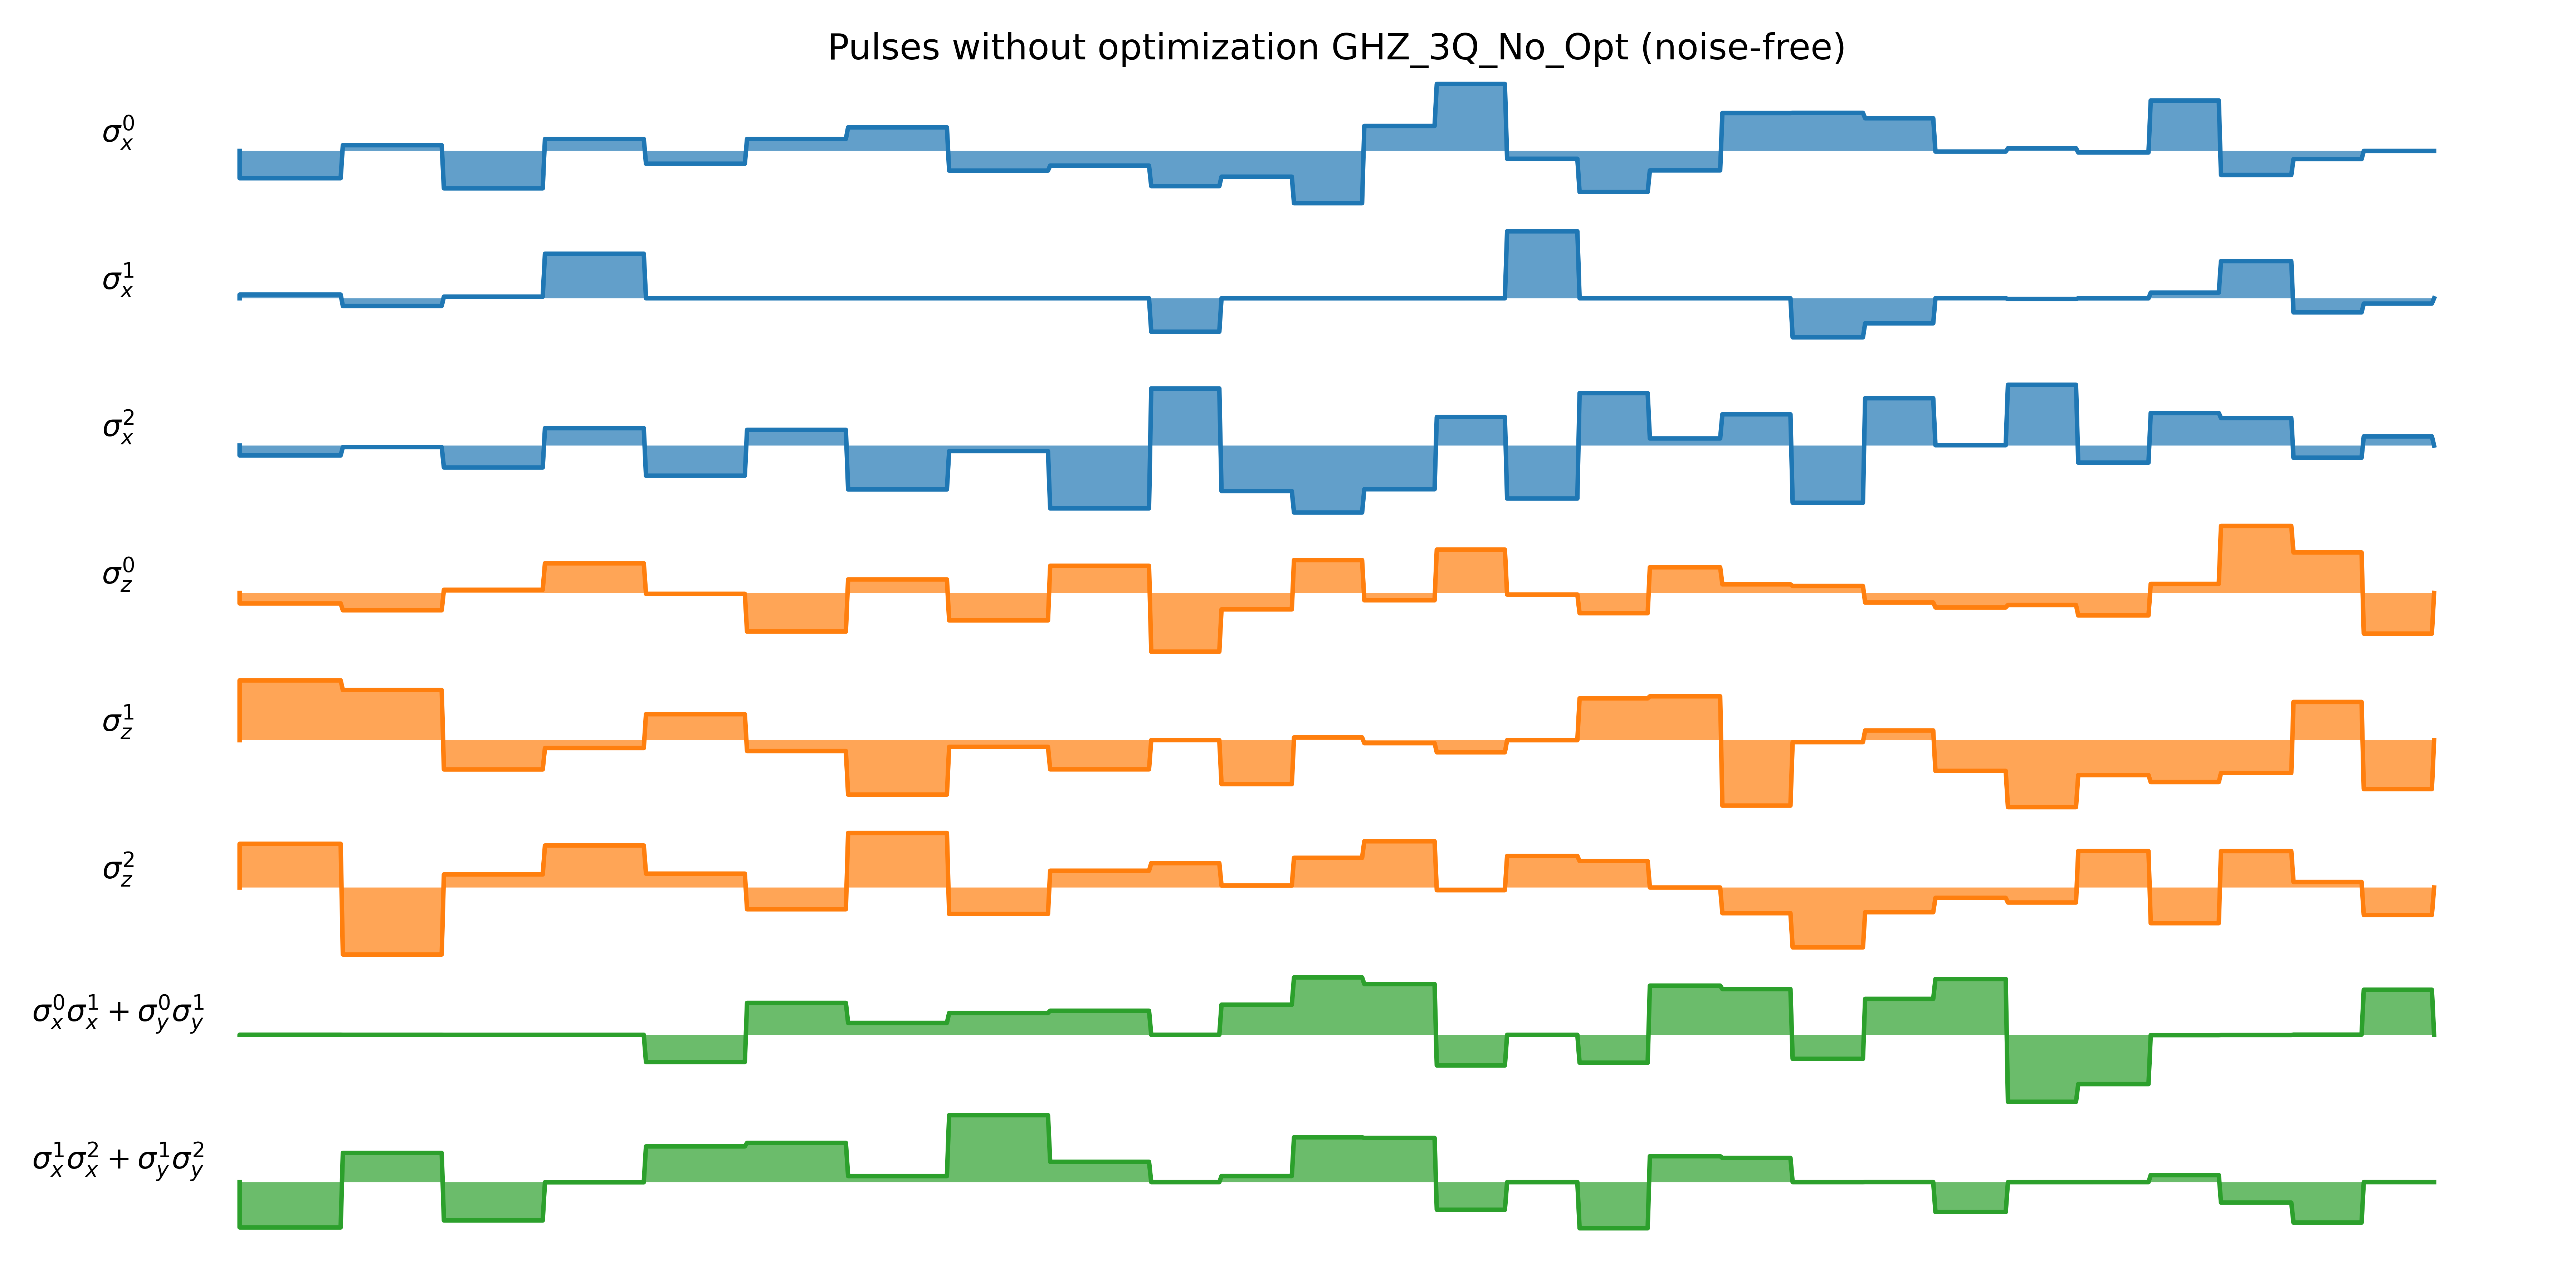 Pulses without optimization GHZ_3Q_No_Opt (noise-free)
σ_x^0
σ_x^1
σ_x^2
σ_z^0
σ_z^1
σ_z^2
σ_x^0σ_x^1 + σ_y^0σ_y^1
σ_x^1σ_x^2 + σ_y^1σ_y^2